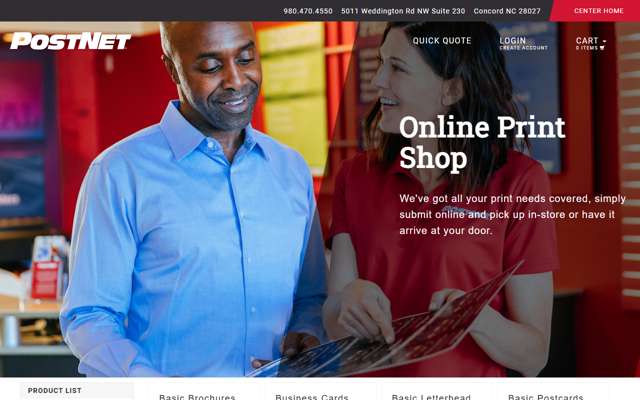 980.470.4550 5011 Weddington Rd NW Suite 230 Concord NC 28027 CENTER HOME
POSTNET
QUICK QUOTE LOGIN CART
CREATE ACCOUNT 0 ITEMS
Online Print
Shop
We've got all your print needs covered, simply
submit online and pick up in-store or have it
arrive at your door.
PRODUCT LIST
Basic Brochures Business Cards Basic Letterhead Basic Postcards